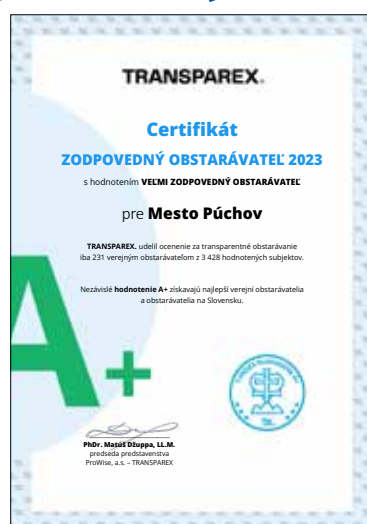 TRANSPAREX.
Certifikát
ZODPOVEDNÝ OBSTARÁVATEĽ 2023
s hodnotením VEĽMI ZODPOVEDNÝ OBSTARÁVATEĽ
pre Mesto Púchov
TRANSPAREX. udelil ocenenie za transparentné obstarávanie
iba 231 verejným obstarávateľom z 3 428 hodnotených subjektov.
Nezávislé hodnotenie A+ získavajú najlepší verejní obstarávatelia
a obstarávatelia na Slovensku.
A+
PhDr. Matúš Džuppa, LL.M.
predseda predstavenstva
ProWise, a.s. – TRANSPAREX